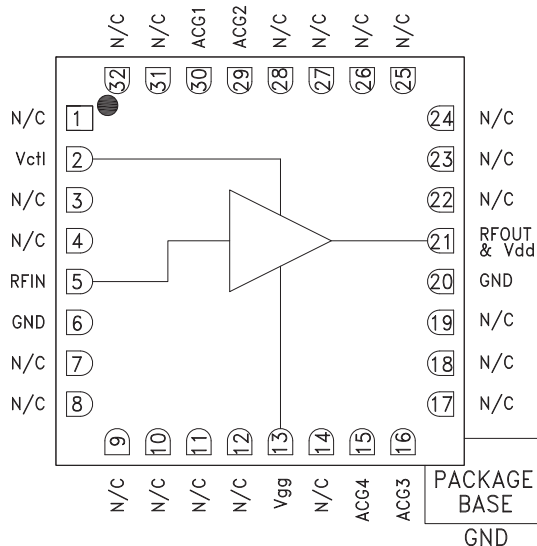 N/C N/C ACG1 ACG2 N/C N/C N/C N/C
32 31 30 29 28 27 26 25
N/C 1 24 N/C
Vctl 2 23 N/C
N/C 3 22 N/C
N/C 4 21 RFOUT
& Vdd
RFIN 5 20 GND
GND 6 19 N/C
N/C 7 18 N/C
N/C 8 17 N/C
9 10 11 12 13 14 15 16
N/C N/C N/C N/C Vgg N/C ACG4 ACG3
PACKAGE
BASE
GND